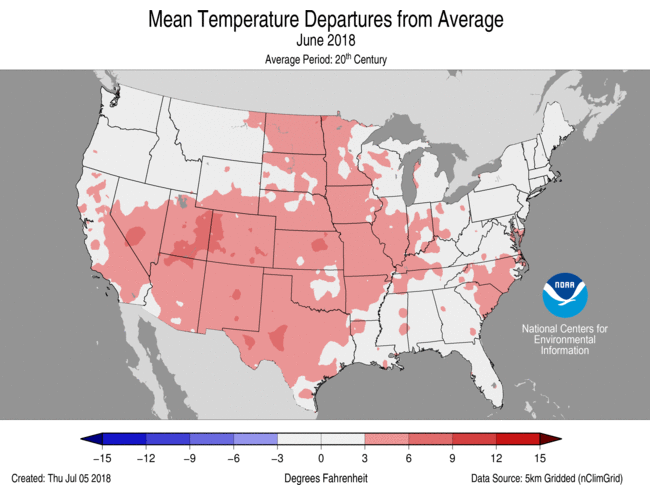 Mean Temperature Departures from Average
June 2018
Average Period: 20th Century
NOAA
National Centers for
Environmental
Information
−15 −12 −9 −6 −3 0 3 6 9 12 15
Created: Thu Jul 05 2018 Degrees Fahrenheit Data Source: 5km Gridded (nClimGrid)